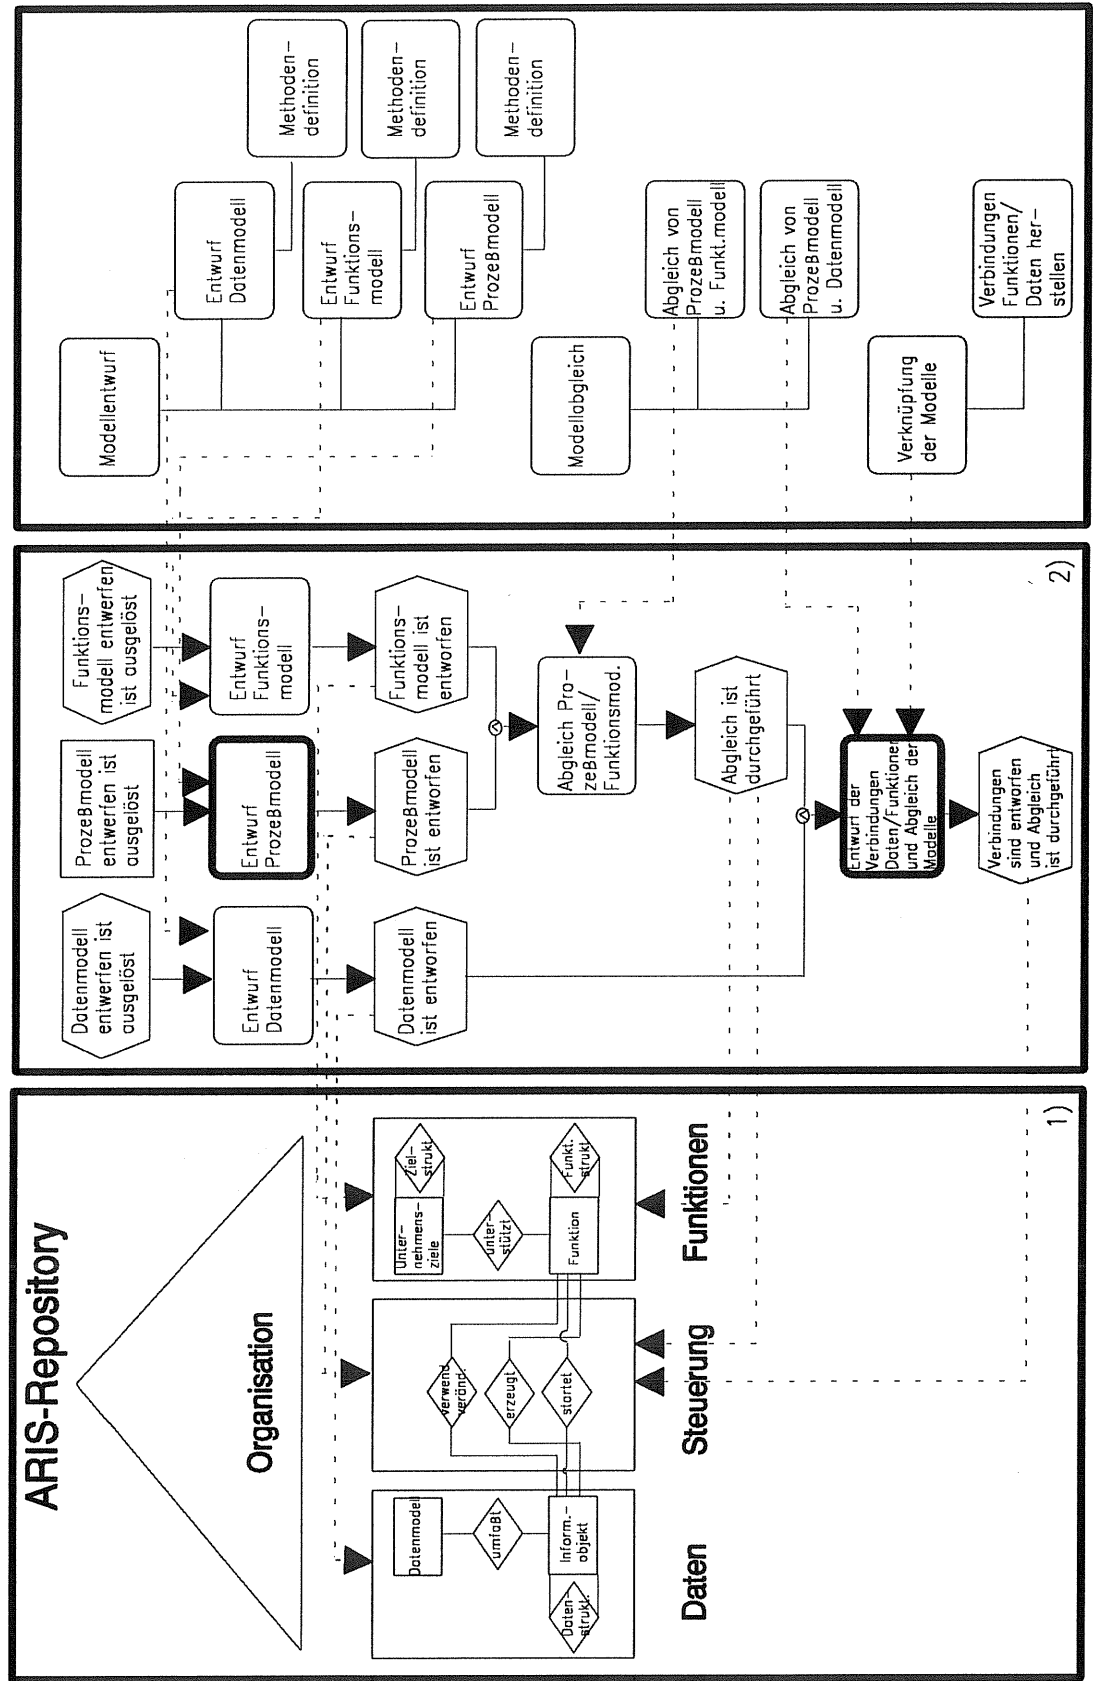 ARIS-Repository
Organisation
Datenmodell
umfaßt
Inform.-
objekt
Daten-
strukt.
Daten
verwend
veränd.
erzeugt
startet
Steuerung
Unter-
nehmens-
ziele
Ziel-
strukt
unter-
stützt
Funktion
Funkt.
strukt.
Funktionen
1)
Datenmodell
entwerfen ist
ausgelöst
Prozeßmodell
entwerfen ist
ausgelöst
Funktions-
modell entwerfen
ist ausgelöst
Entwurf
Datenmodell
Entwurf
Prozeßmodell
Entwurf
Funktions-
modell
Datenmodell
ist entworfen
Prozeßmodell
ist entworfen
Funktions-
modell ist
entworfen
Abgleich Pro-
zeßmodell/
Funktionsmod.
Abgleich ist
durchgeführt
Entwurf der
Verbindungen
Daten/Funktionen
und Abgleich der
Modelle
Verbindungen
sind entworfen
und Abgleich
ist durchgeführt
2)
Modellentwurf
Entwurf
Datenmodell
Methoden-
definition
Entwurf
Funktions-
modell
Methoden-
definition
Entwurf
Prozeßmodell
Methoden-
definition
Modellabgleich
Abgleich von
Prozeßmodell
u. Funkt.modell
Abgleich von
Prozeßmodell
u. Datenmodell
Verknüpfung
der Modelle
Verbindungen
Funktionen/
Daten her-
stellen